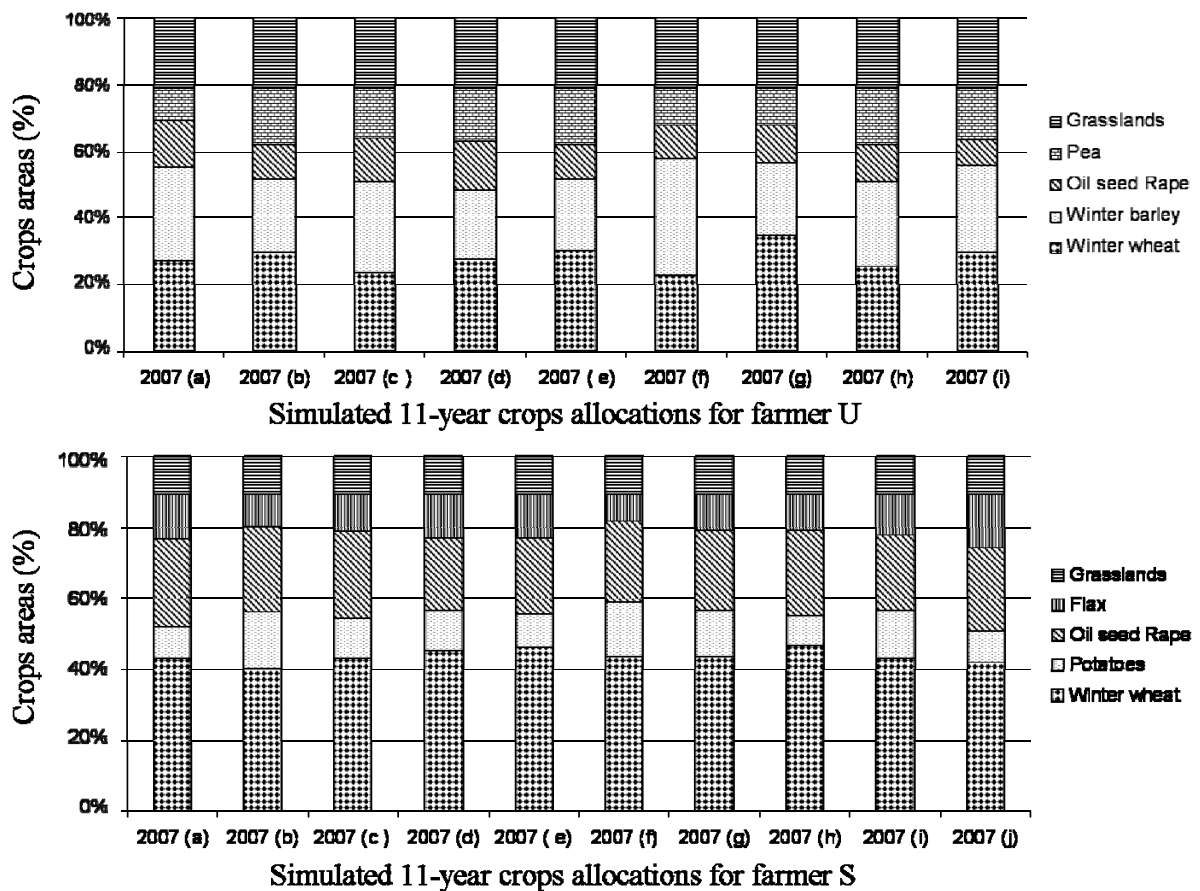 100%
80%
60%
40%
20%
0%
Crops areas (%)
Grasslands
Pea
Oil seed Rape
Winter barley
Winter wheat
2007 (a) 2007 (b) 2007 (c ) 2007 (d) 2007 ( e) 2007 (f) 2007 (g) 2007 (h) 2007 (i)
Simulated 11-year crops allocations for farmer U
100%
80%
60%
40%
20%
0%
Crops areas (%)
Grasslands
Flax
Oil seed Rape
Potatoes
Winter wheat
2007 (a) 2007 (b) 2007 (c ) 2007 (d) 2007 ( e) 2007 (f) 2007 (g) 2007 (h) 2007 (i) 2007 (j)
Simulated 11-year crops allocations for farmer S